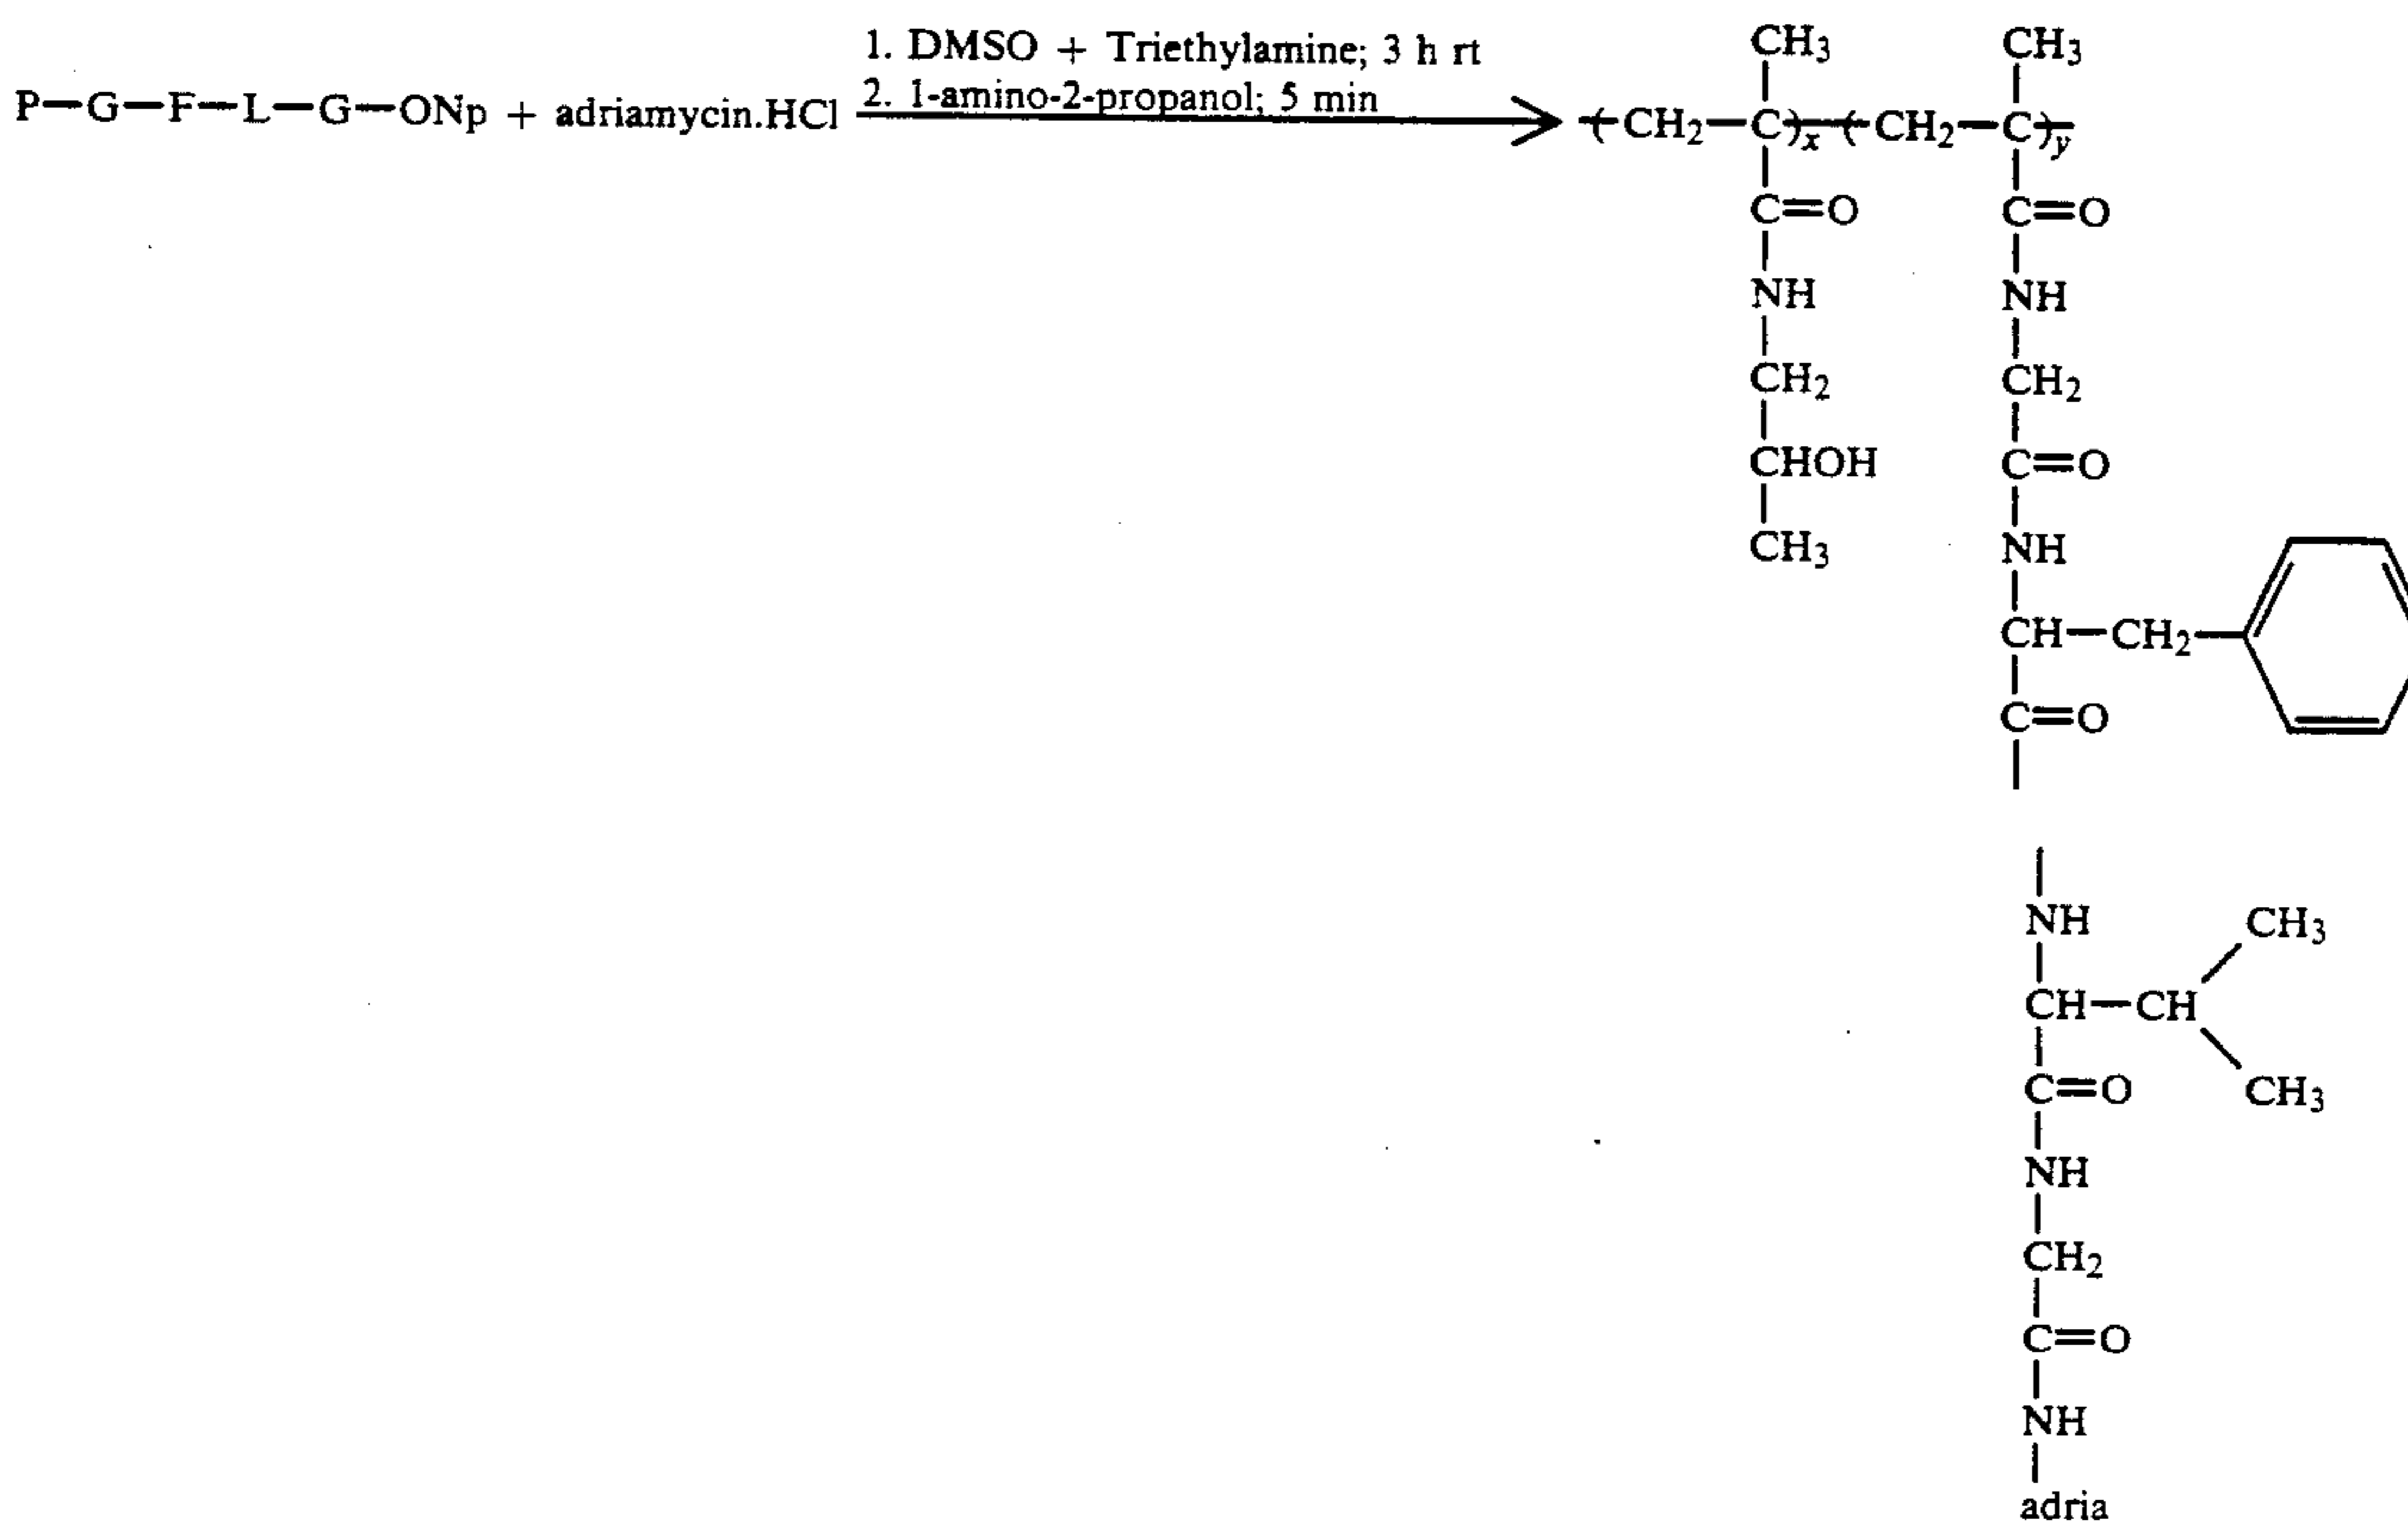 1. DMSO + Triethylamine; 3 h rt
2. 1-amino-2-propanol; 5 min
P—G—F—L—G—ONp + adriamycin.HCl
CH3 CH3
(CH2—C)x—(CH2—C)y
C=O C=O
NH NH
CH2 CH2
CHOH C=O
CH3 NH
CH—CH2
C=O
NH CH3
CH—CH
C=O CH3
NH
CH2
C=O
NH
adria